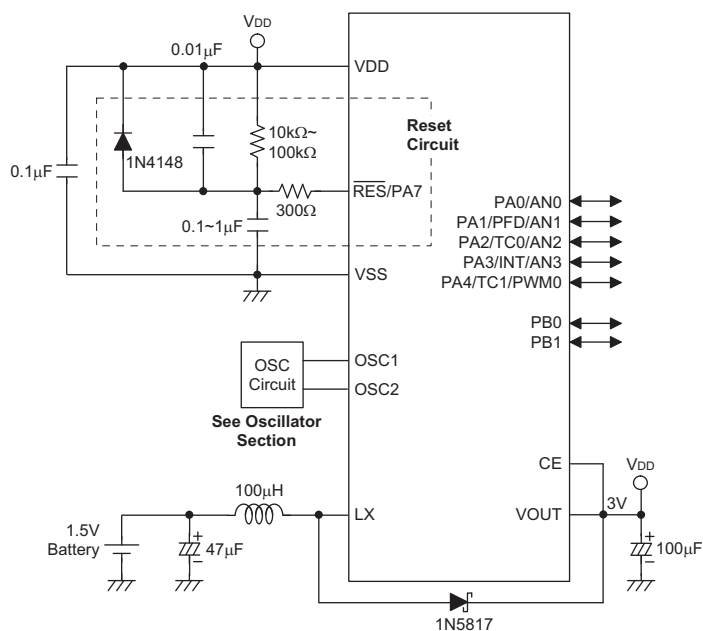 VDD
0.01μF
VDD
Reset
Circuit
10kΩ~
100kΩ
1N4148
0.1μF
RES/PA7
300Ω
0.1~1μF
VSS
PA0/AN0
PA1/PFD/AN1
PA2/TC0/AN2
PA3/INT/AN3
PA4/TC1/PWM0
PB0
PB1
OSC
Circuit
OSC1
OSC2
See Oscillator
Section
CE
VDD
100μH
LX
VOUT
3V
1.5V
Battery
+
47μF
−
+
100μF
−
1N5817